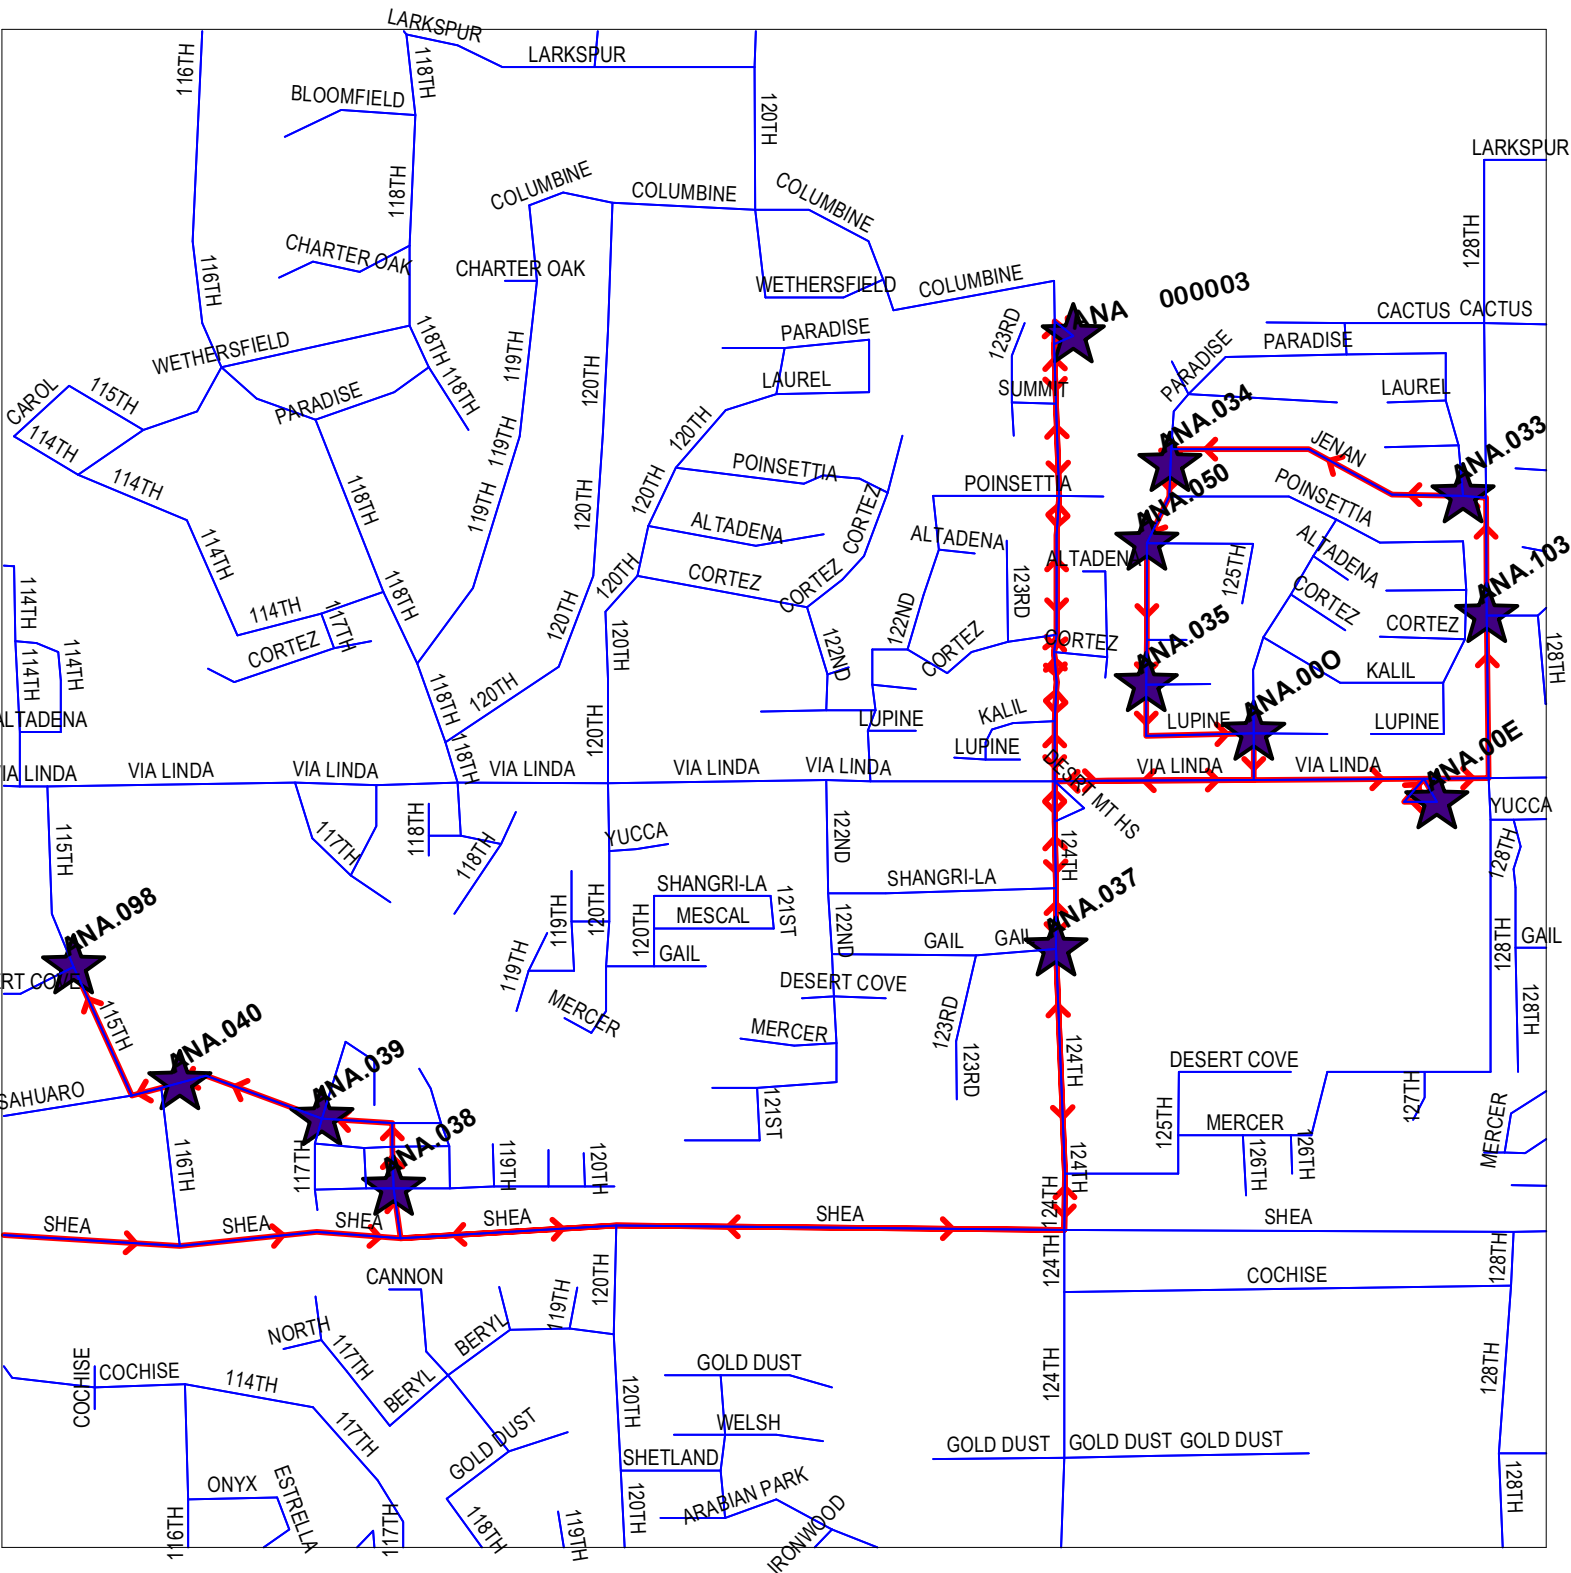 LARKSPUR
LARKSPUR
116TH
118TH
BLOOMFIELD
120TH
LARKSPUR
118TH
COLUMBINE
COLUMBINE
COLUMBINE
128TH
CHARTER OAK
CHARTER OAK
116TH
WETHERSFIELD
COLUMBINE
ANA 000003
CACTUS
CACTUS
123RD
PARADISE
PARADISE
PARADISE
WETHERSFIELD
118TH
118TH
119TH
120TH
LAUREL
SUMMIT
LAUREL
CAROL
115TH
PARADISE
114TH
119TH
120TH
ANA.034
JENAN
ANA.033
114TH
118TH
119TH
120TH
120TH
POINSETTIA
POINSETTIA
ANA.050
POINSETTIA
114TH
ALTADENA
CORTEZ
ALTADENA
ALTADENA
125TH
ALTADENA
ANA.103
114TH
118TH
120TH
CORTEZ
CORTEZ
123RD
CORTEZ
114TH
117TH
CORTEZ
120TH
120TH
122ND
122ND
CORTEZ
CORTEZ
ANA.035
CORTEZ
128TH
114TH
114TH
118TH
120TH
KALIL
ANA.00O
KALIL
ALTADENA
LUPINE
LUPINE
LUPINE
LUPINE
ANA.00E
118TH
120TH
VIA LINDA
VIA LINDA
VIA LINDA
VIA LINDA
VIA LINDA
VIA LINDA
VIA LINDA
VIA LINDA
DESRT MT HS
YUCCA
115TH
117TH
118TH
118TH
YUCCA
122ND
124TH
128TH
SHANGRI-LA
SHANGRI-LA
ANA.037
ANA.098
119TH
120TH
120TH
MESCAL
121ST
122ND
GAIL
GAIL
GAIL
128TH
GAIL
119TH
DESERT COVE
115TH
MERCER
128TH
ANA.040
MERCER
123RD
123RD
124TH
DESERT COVE
SAHUARO
ANA.039
127TH
121ST
125TH
MERCER
MERCER
ANA.038
116TH
117TH
119TH
120TH
124TH
126TH
126TH
124TH
SHEA
SHEA
SHEA
SHEA
SHEA
SHEA
124TH
128TH
CANNON
119TH
120TH
COCHISE
NORTH
117TH
BERYL
BERYL
COCHISE
COCHISE
114TH
GOLD DUST
124TH
128TH
117TH
120TH
WELSH
GOLD DUST
GOLD DUST
GOLD DUST
GOLD DUST
SHETLAND
ONYX
ESTRELLA
116TH
117TH
118TH
119TH
120TH
ARABIAN PARK
IRONWOOD
128TH